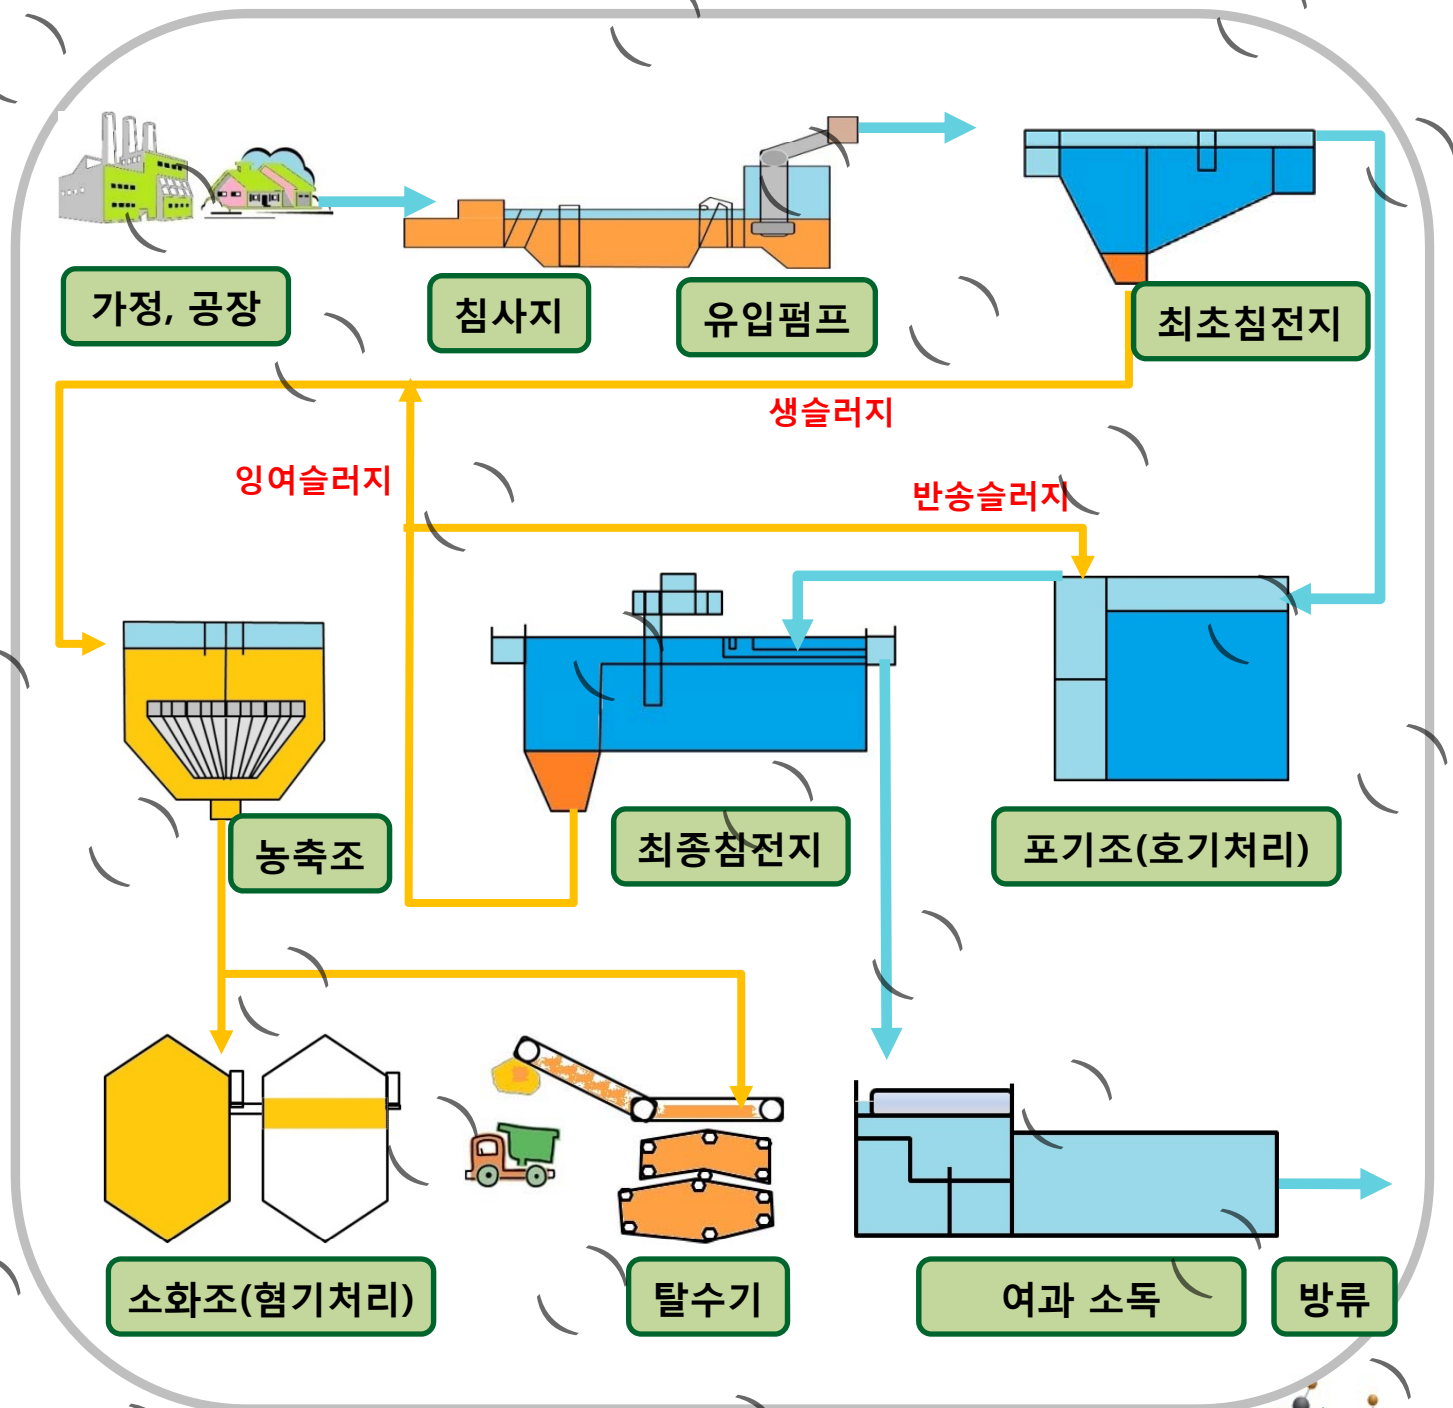 가정, 공장
침사지
유입펌프
최초침전지
생슬러지
잉여슬러지
반송슬러지
농축조
최종침전지
포기조(호기처리)
소화조(혐기처리)
탈수기
여과 소독
방류